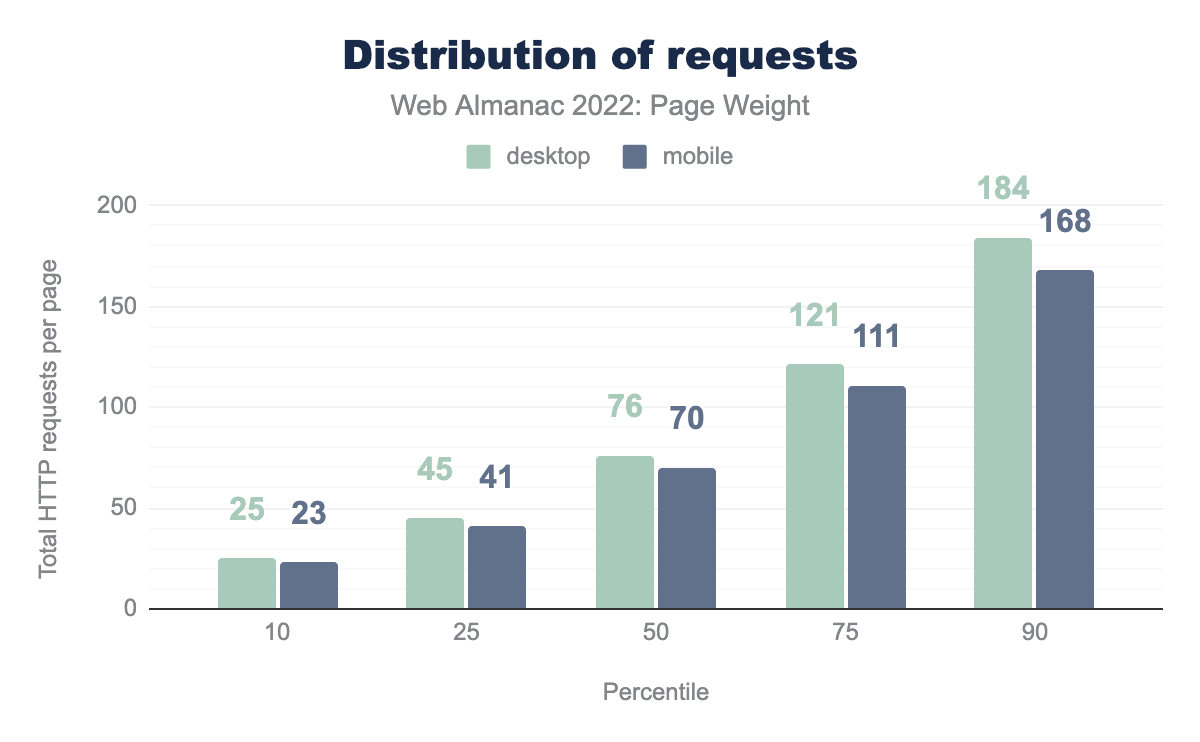 Distribution of requests
Web Almanac 2022: Page Weight
desktop mobile
Total HTTP requests per page
200
150
100
50
0
25 23
45 41
76 70
121 111
184 168
10 25 50 75 90
Percentile